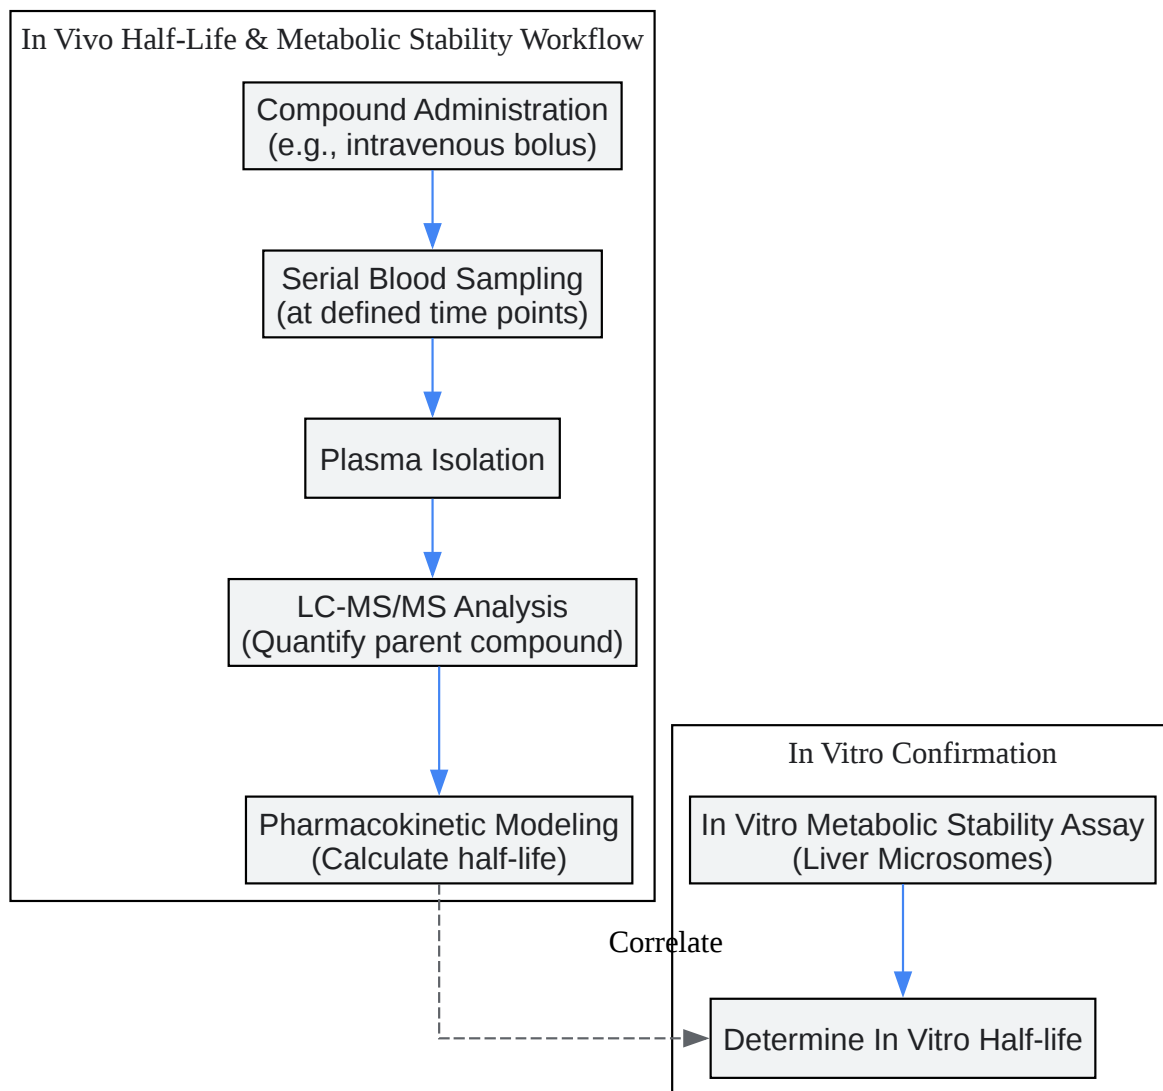 In Vivo Half-Life & Metabolic Stability Workflow
Compound Administration
(e.g., intravenous bolus)
Serial Blood Sampling
(at defined time points)
Plasma Isolation
LC-MS/MS Analysis
(Quantify parent compound)
Pharmacokinetic Modeling
(Calculate half-life)
In Vitro Confirmation
In Vitro Metabolic Stability Assay
(Liver Microsomes)
Correlate
Determine In Vitro Half-life